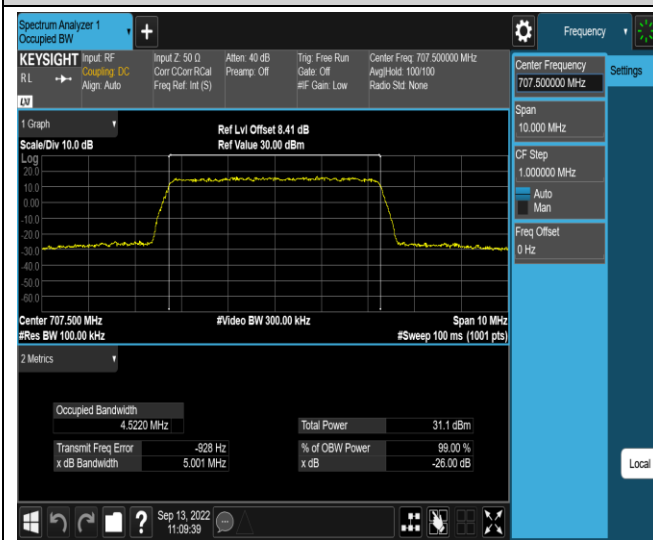 Spectrum Analyzer 1
Occupied BW
+
Frequency
KEYSIGHT
RL
LXI
Input: RF
Coupling: DC
Align: Auto
Input Z: 50 Ω
Corr CCorr RCal
Freq Ref: Int (S)
Atten: 40 dB
Preamp: Off
Trig: Free Run
Gate: Off
#IF Gain: Low
Center Freq: 707.500000 MHz
Avg|Hold: 100/100
Radio Std: None
Center Frequency
707.500000 MHz
Settings
Span
10.000 MHz
CF Step
1.000000 MHz
Auto
Man
Freq Offset
0 Hz
1 Graph
Scale/Div 10.0 dB
Ref Lvl Offset 8.41 dB
Ref Value 30.00 dBm
Log
20.0
10.0
0.00
-10.0
-20.0
-30.0
-50.0
-60.0
Center 707.500 MHz
#Res BW 100.00 kHz
#Video BW 300.00 kHz
Span 10 MHz
#Sweep 100 ms (1001 pts)
2 Metrics
Occupied Bandwidth
4.5220 MHz
Total Power 31.1 dBm
Transmit Freq Error -928 Hz
% of OBW Power 99.00 %
x dB Bandwidth 5.001 MHz
x dB -26.00 dB
Local
?
Sep 13, 2022
11:09:39